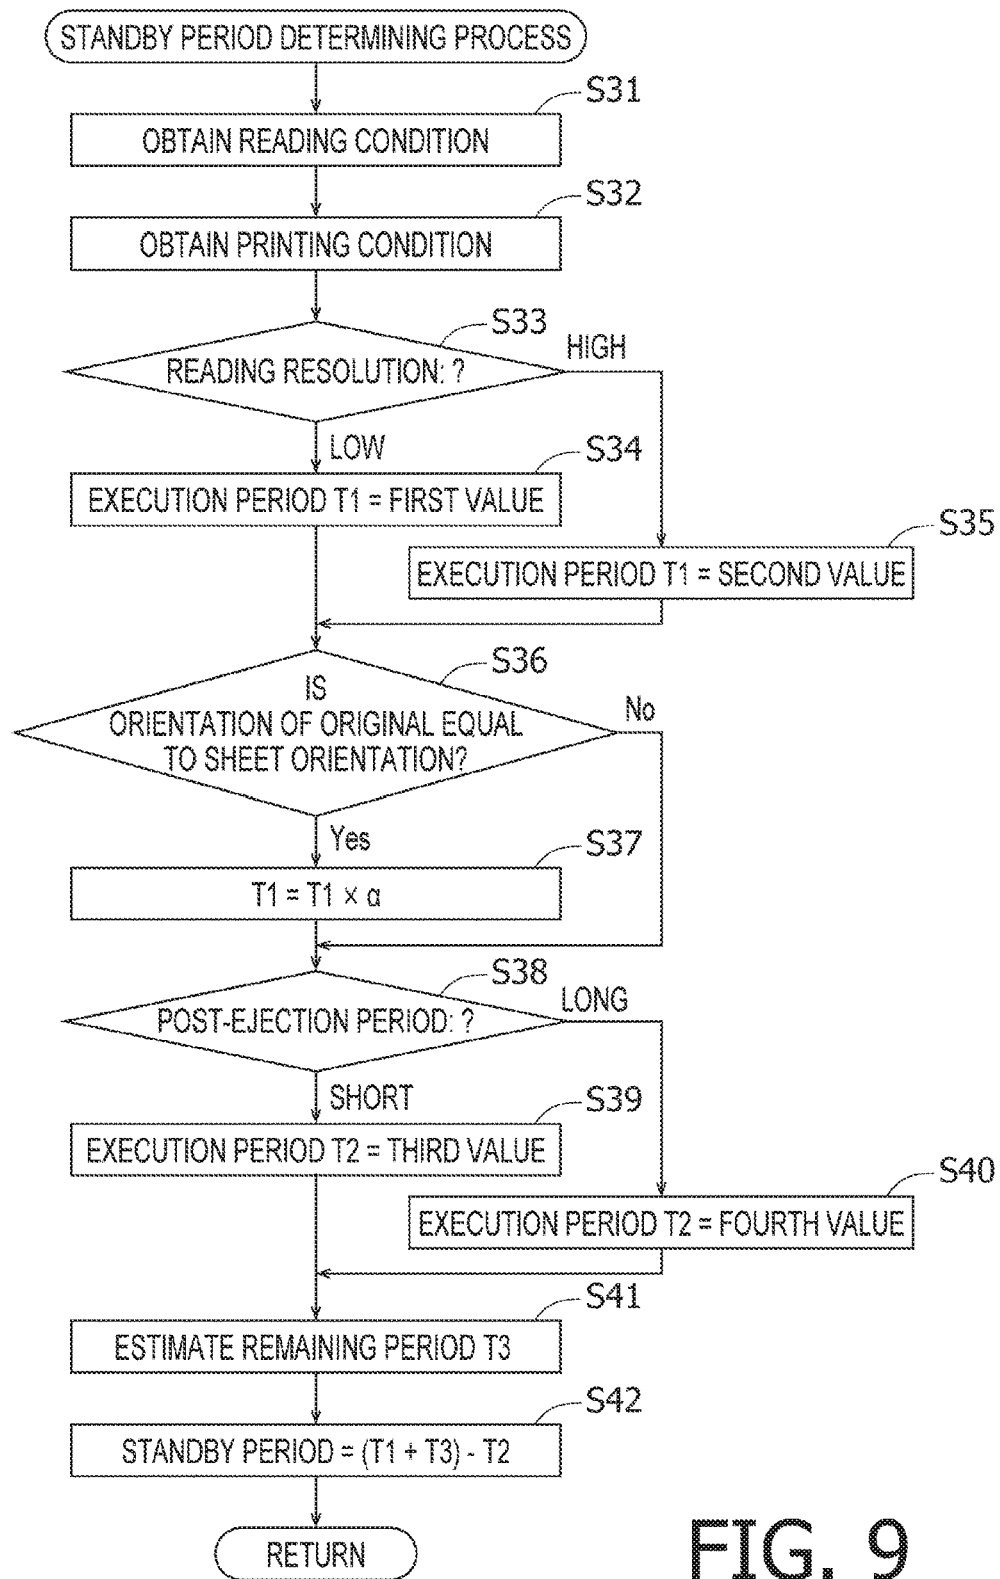 STANDBY PERIOD DETERMINING PROCESS
S31
OBTAIN READING CONDITION
S32
OBTAIN PRINTING CONDITION
S33
READING RESOLUTION: ?
HIGH
LOW
S34
EXECUTION PERIOD T1 = FIRST VALUE
S35
EXECUTION PERIOD T1 = SECOND VALUE
S36
IS
ORIENTATION OF ORIGINAL EQUAL
TO SHEET ORIENTATION?
No
Yes
S37
T1 = T1 × α
S38
POST-EJECTION PERIOD: ?
LONG
SHORT
S39
EXECUTION PERIOD T2 = THIRD VALUE
S40
EXECUTION PERIOD T2 = FOURTH VALUE
S41
ESTIMATE REMAINING PERIOD T3
S42
STANDBY PERIOD = (T1 + T3) - T2
RETURN
FIG. 9